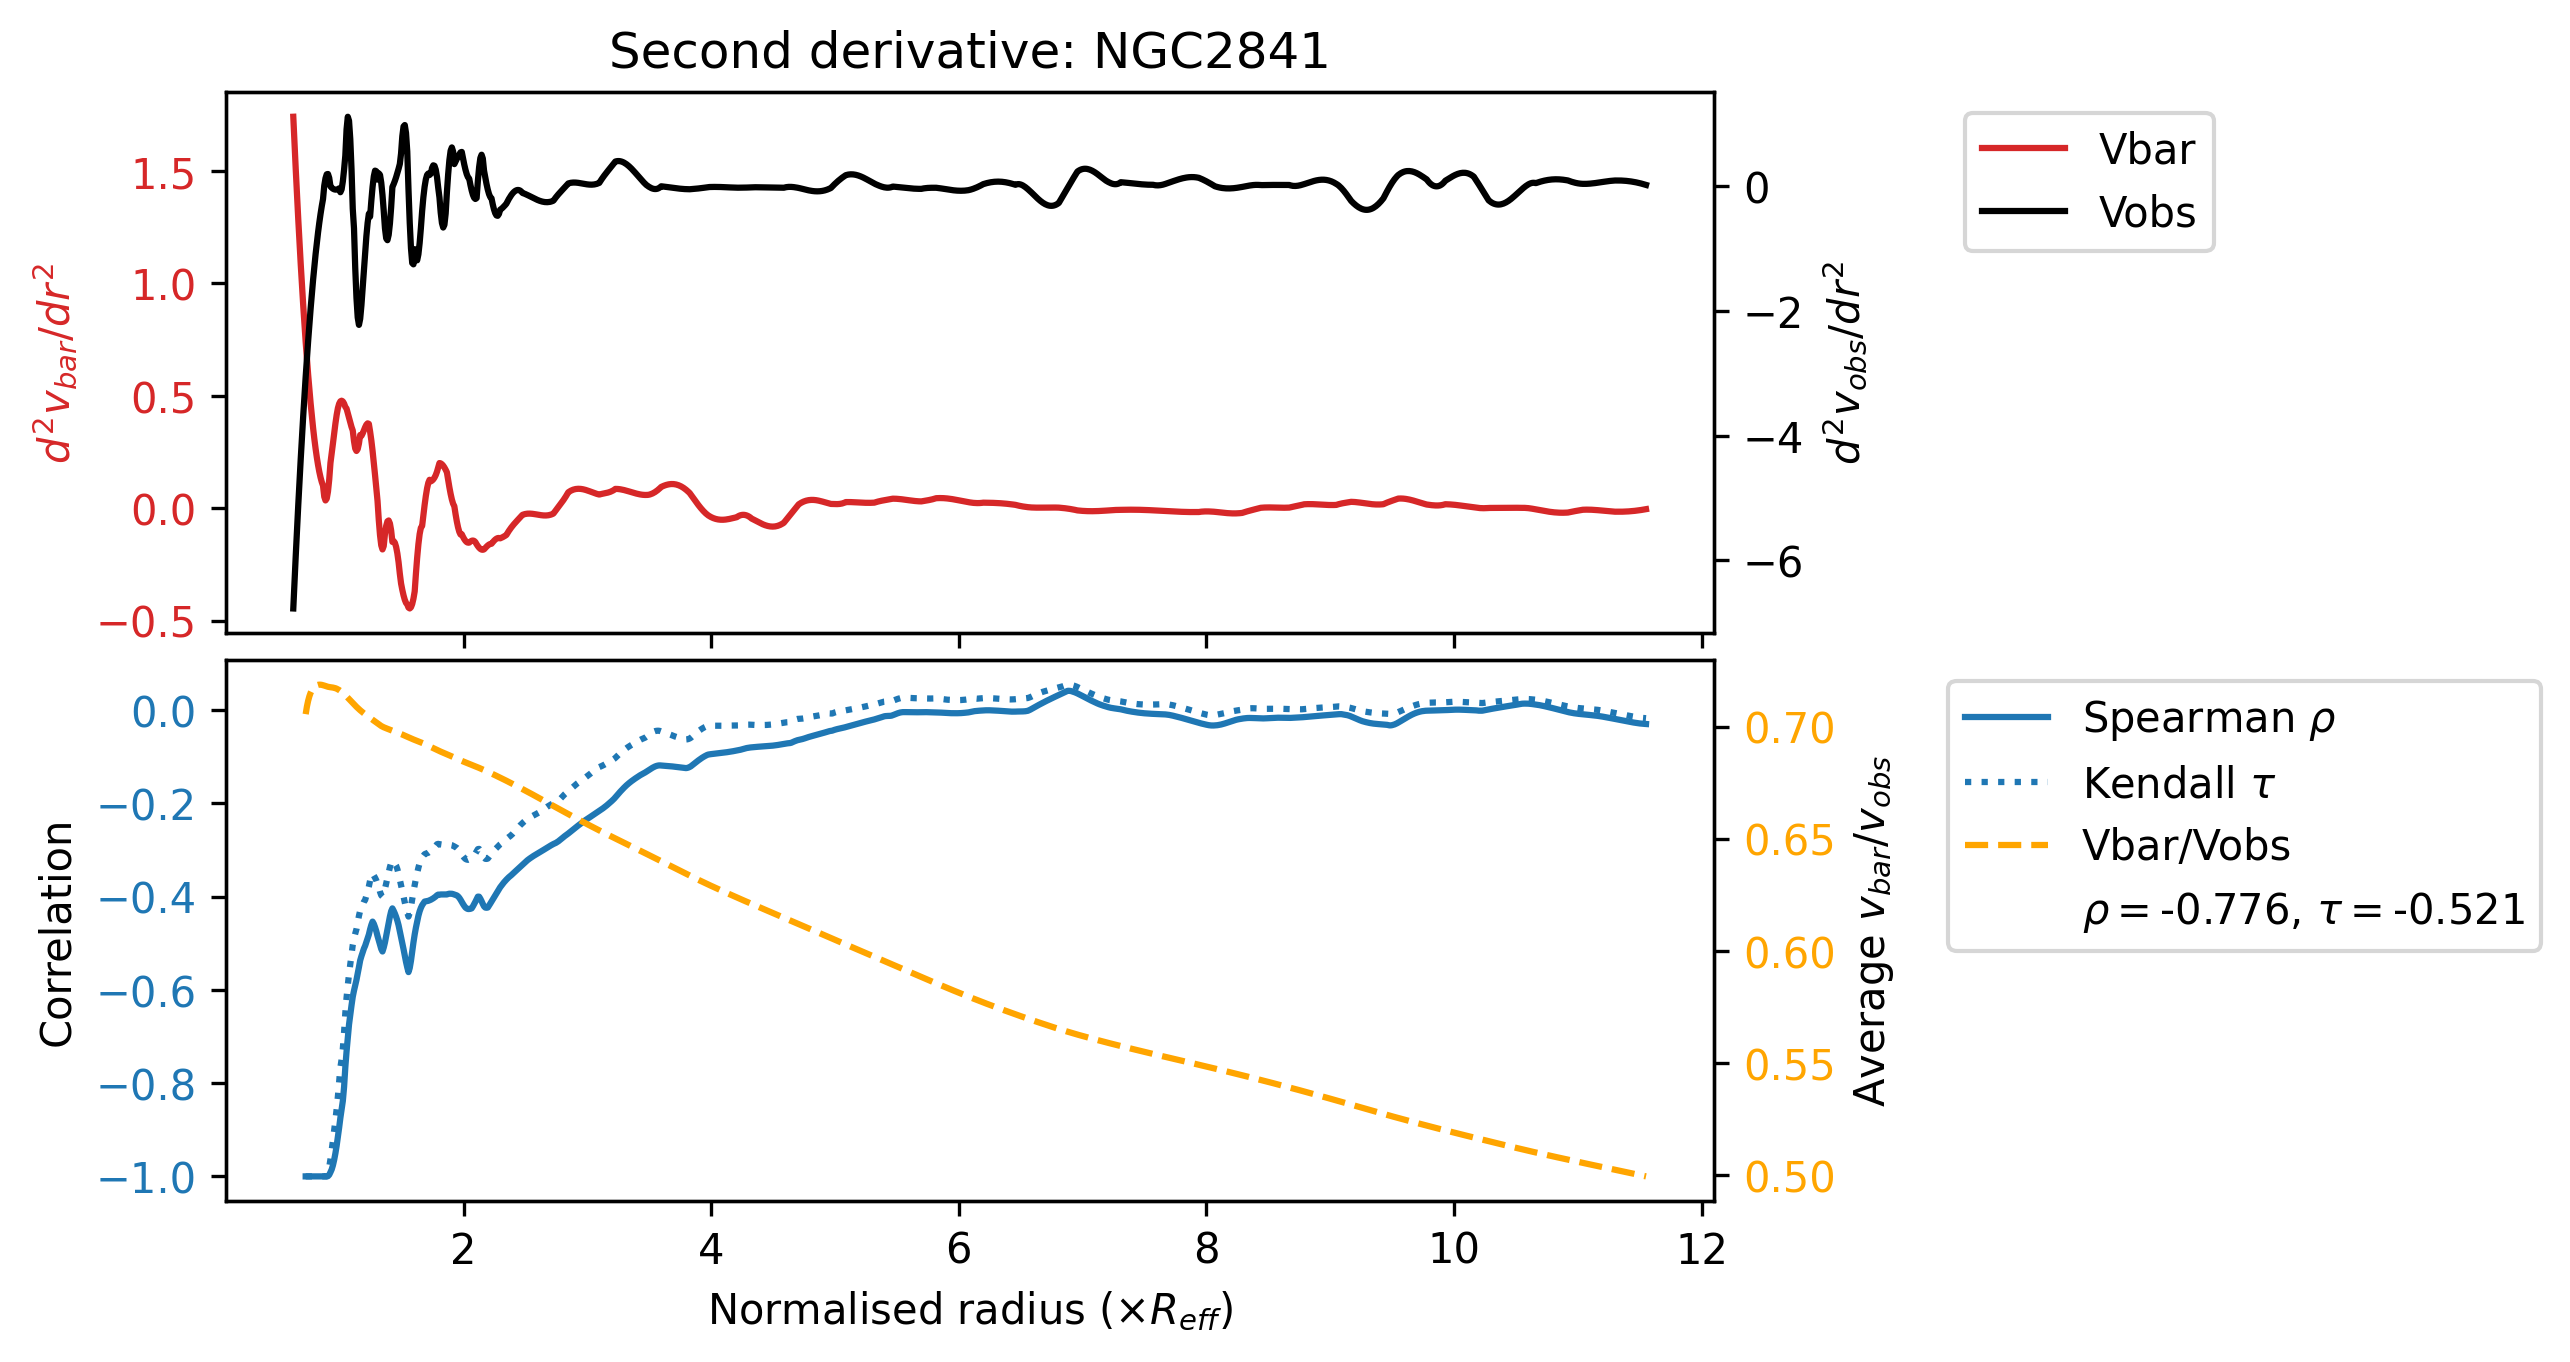 Second derivative: NGC2841
d²v_bar/dr²
1.5
1.0
0.5
0.0
−0.5
0
−2
−4
−6
d²v_obs/dr²
Vbar
Vobs
Correlation
0.0
−0.2
−0.4
−0.6
−0.8
−1.0
0.70
0.65
0.60
0.55
0.50
Average v_bar/v_obs
Spearman ρ
Kendall τ
Vbar/Vobs
ρ = -0.776, τ = -0.521
2 4 6 8 10 12
Normalised radius (×R_eff)